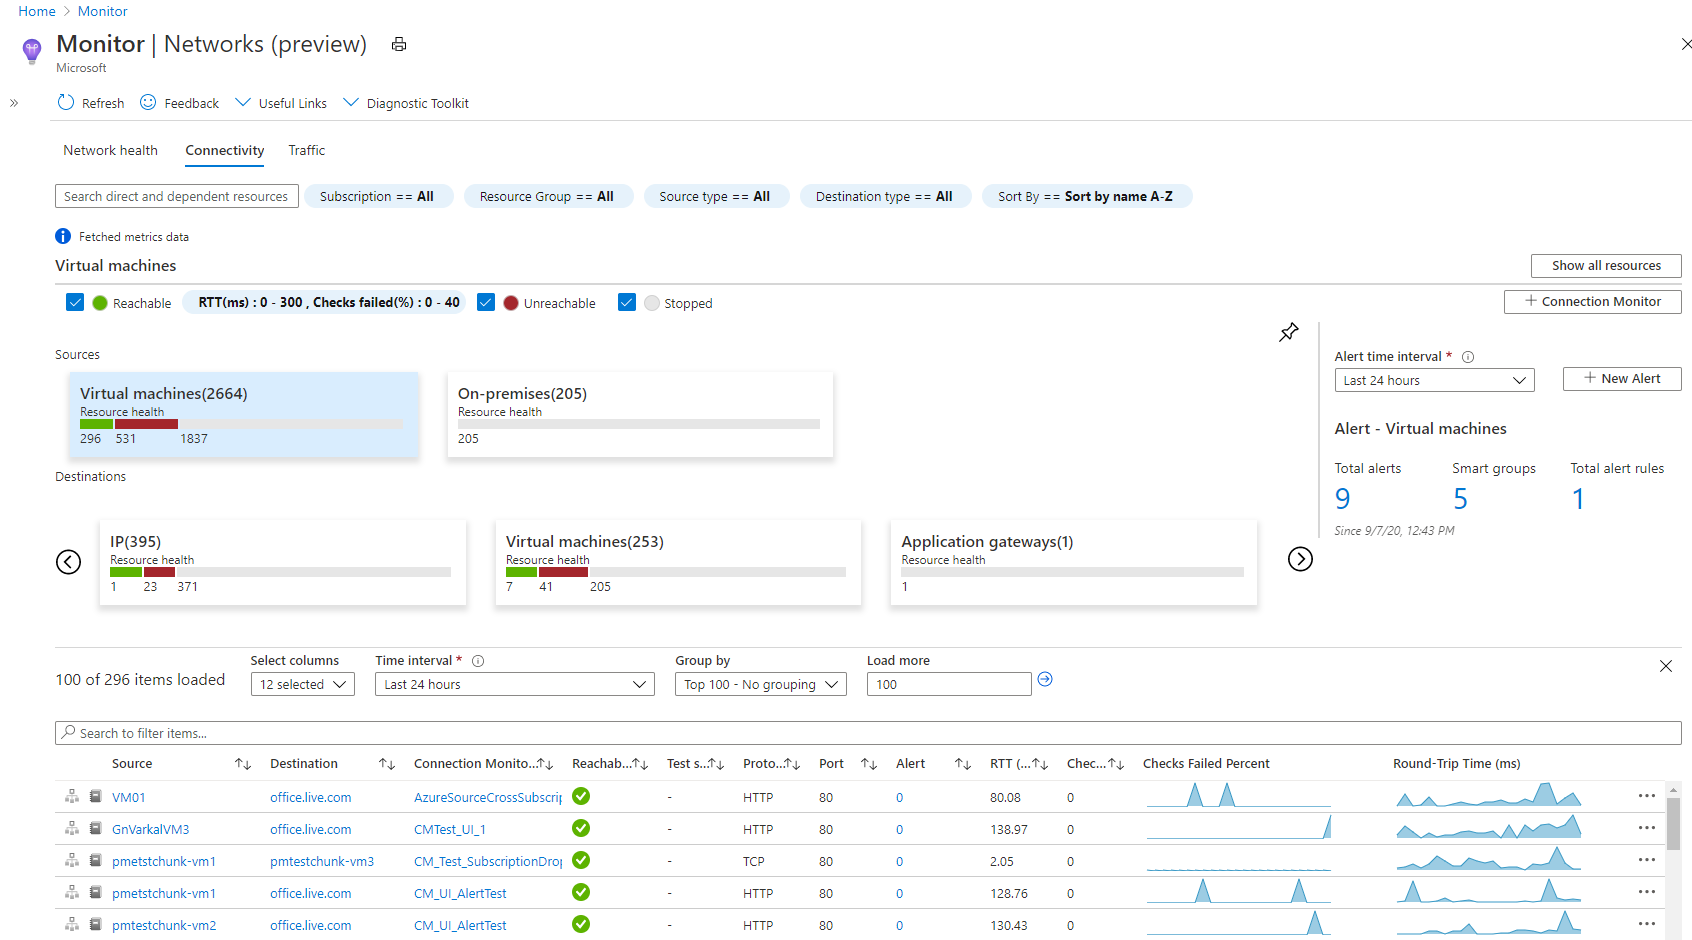 Home > Monitor
Monitor | Networks (preview)
Microsoft
» Refresh Feedback Useful Links Diagnostic Toolkit
Network health Connectivity Traffic
Search direct and dependent resources Subscription == All Resource Group == All Source type == All Destination type == All Sort By == Sort by name A-Z
Fetched metrics data
Virtual machines Show all resources
Reachable RTT(ms) : 0 - 300 , Checks failed(%) : 0 - 40 Unreachable Stopped + Connection Monitor
Sources
Virtual machines(2664)
Resource health
296 531 1837
On-premises(205)
Resource health
205
Destinations
IP(395)
Resource health
1 23 371
Virtual machines(253)
Resource health
7 41 205
Application gateways(1)
Resource health
1
Alert time interval *
Last 24 hours + New Alert
Alert - Virtual machines
Total alerts Smart groups Total alert rules
9 5 1
Since 9/7/20, 12:43 PM
100 of 296 items loaded
Select columns Time interval * Group by Load more
12 selected Last 24 hours Top 100 - No grouping 100
Search to filter items...
Source Destination Connection Monito... Reachab... Test s... Proto... Port Alert RTT (... Chec... Checks Failed Percent Round-Trip Time (ms)
VM01 office.live.com AzureSourceCrossSubscrip - HTTP 80 0 80.08 0
GnVarkalVM3 office.live.com CMTest_UI_1 - HTTP 80 0 138.97 0
pmetstchunk-vm1 pmtestchunk-vm3 CM_Test_SubscriptionDrop - TCP 80 0 2.05 0
pmetstchunk-vm1 office.live.com CM_UI_AlertTest - HTTP 80 0 128.76 0
pmtestchunk-vm2 office.live.com CM_UI_AlertTest - HTTP 80 0 130.43 0